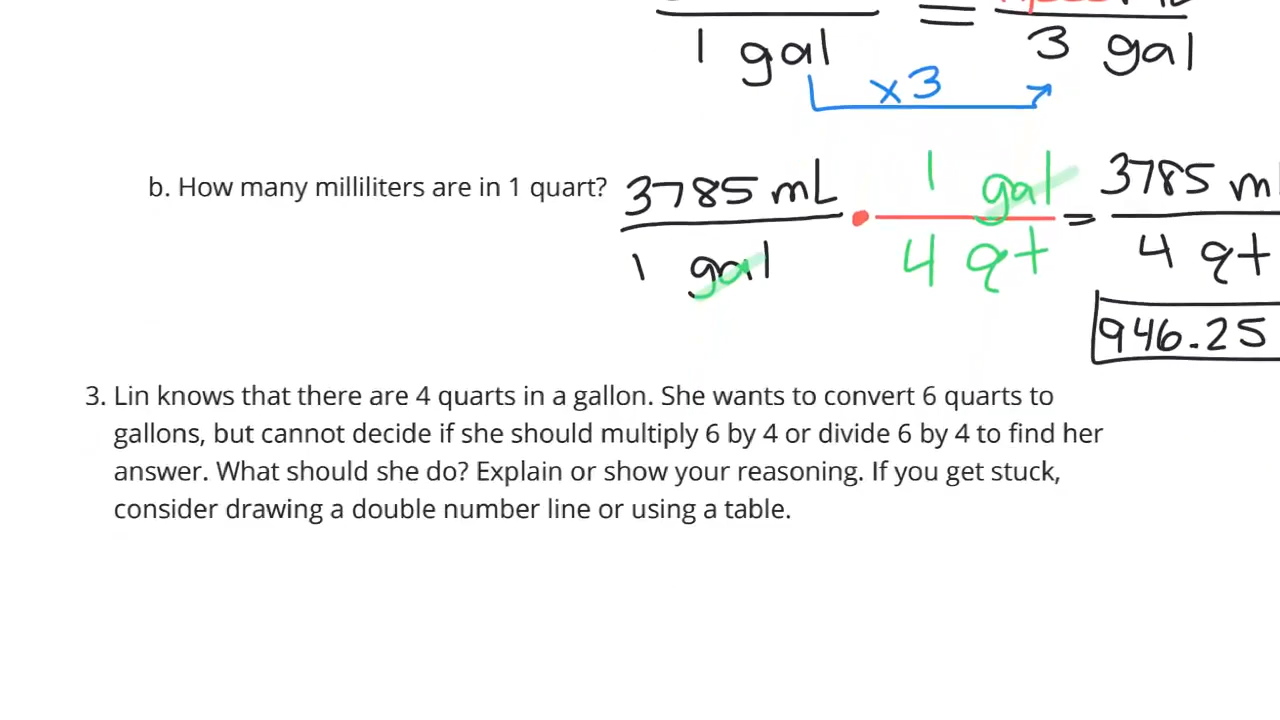 1 gal = 3 gal
x3
b. How many milliliters are in 1 quart? 3785 mL 1 gal = 3785 m
1 gal • 4 qt 4 qt
946.25
3. Lin knows that there are 4 quarts in a gallon. She wants to convert 6 quarts to
gallons, but cannot decide if she should multiply 6 by 4 or divide 6 by 4 to find her
answer. What should she do? Explain or show your reasoning. If you get stuck,
consider drawing a double number line or using a table.